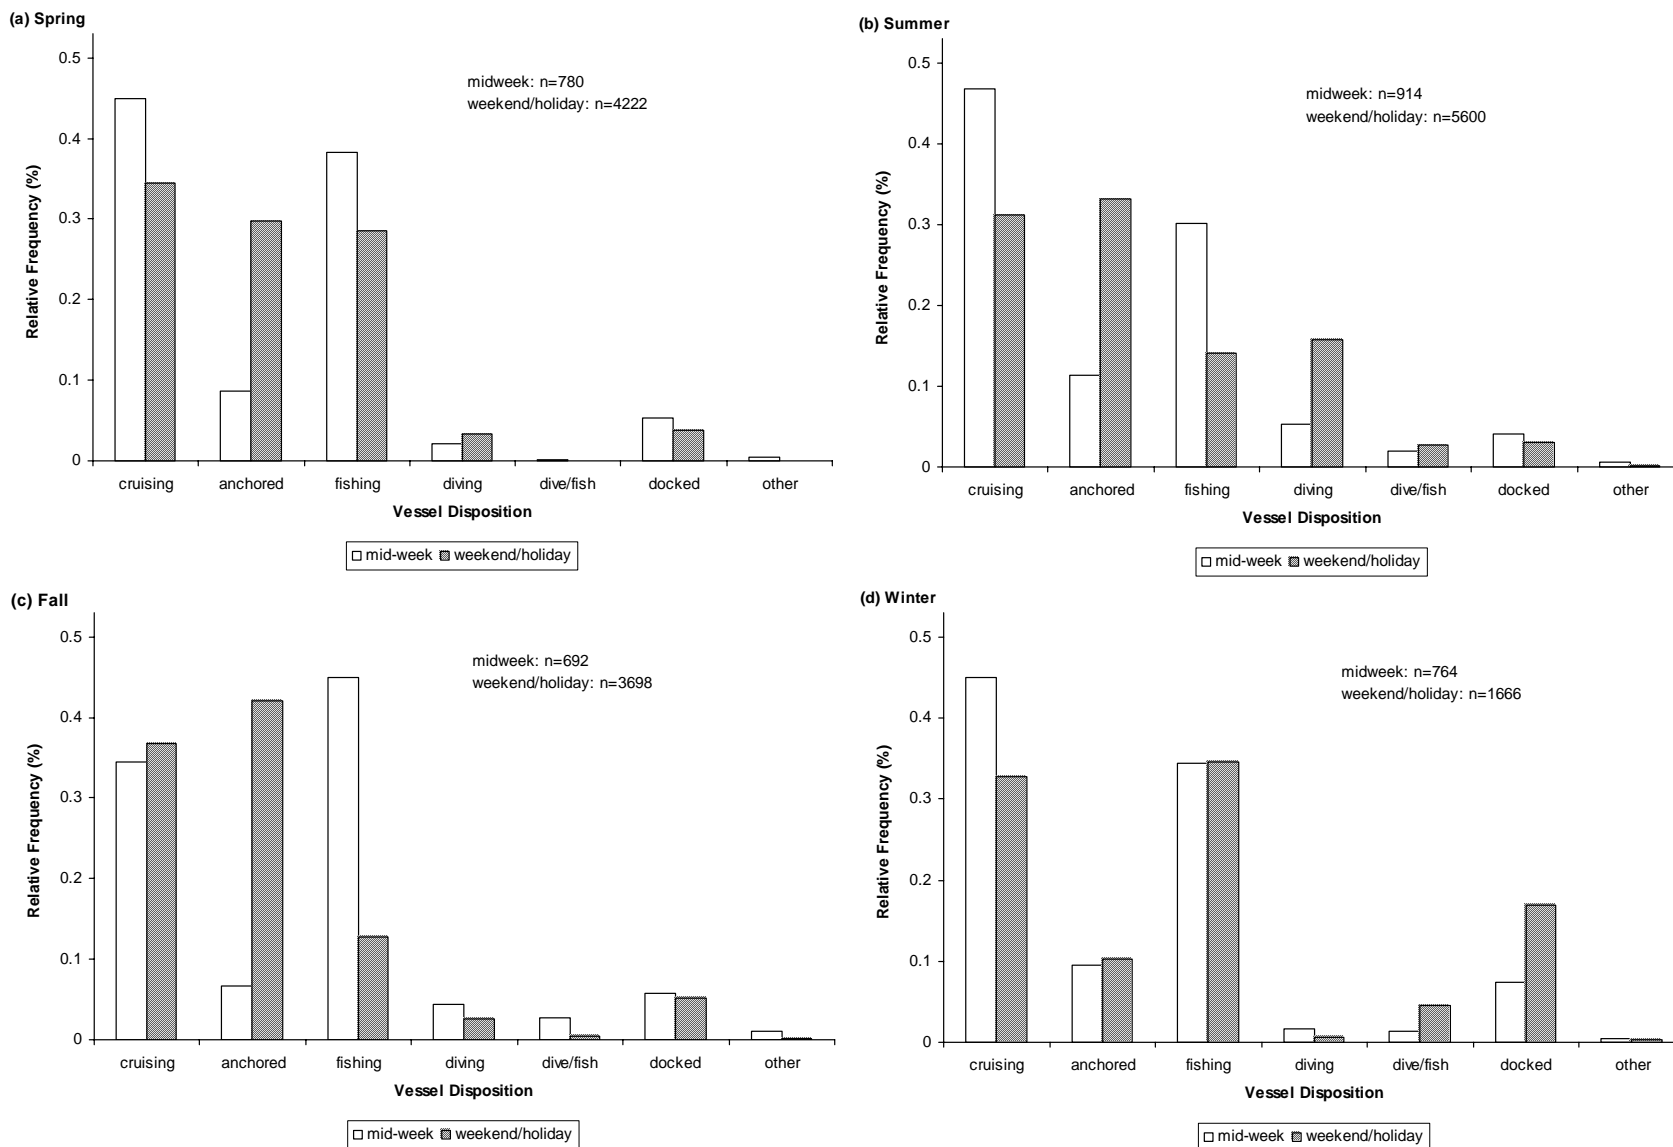 (a) Spring
Relative Frequency (%)
0.5
0.4
0.3
0.2
0.1
0
midweek: n=780
weekend/holiday: n=4222
cruising anchored fishing diving dive/fish docked other
Vessel Disposition
mid-week weekend/holiday
(b) Summer
Relative Frequency (%)
0.5
0.4
0.3
0.2
0.1
0
midweek: n=914
weekend/holiday: n=5600
cruising anchored fishing diving dive/fish docked other
Vessel Disposition
mid-week weekend/holiday
(c) Fall
Relative Frequency (%)
0.5
0.4
0.3
0.2
0.1
0
midweek: n=692
weekend/holiday: n=3698
cruising anchored fishing diving dive/fish docked other
Vessel Disposition
mid-week weekend/holiday
(d) Winter
Relative Frequency (%)
0.5
0.4
0.3
0.2
0.1
0
midweek: n=764
weekend/holiday: n=1666
cruising anchored fishing diving dive/fish docked other
Vessel Disposition
mid-week weekend/holiday